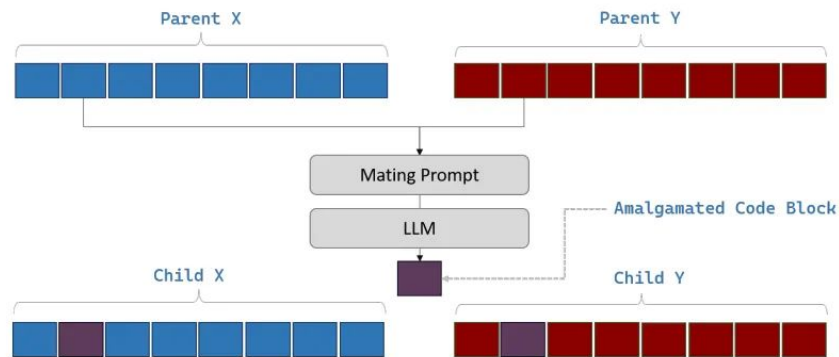 Parent X
Parent Y
Mating Prompt
LLM
Amalgamated Code Block
Child X
Child Y